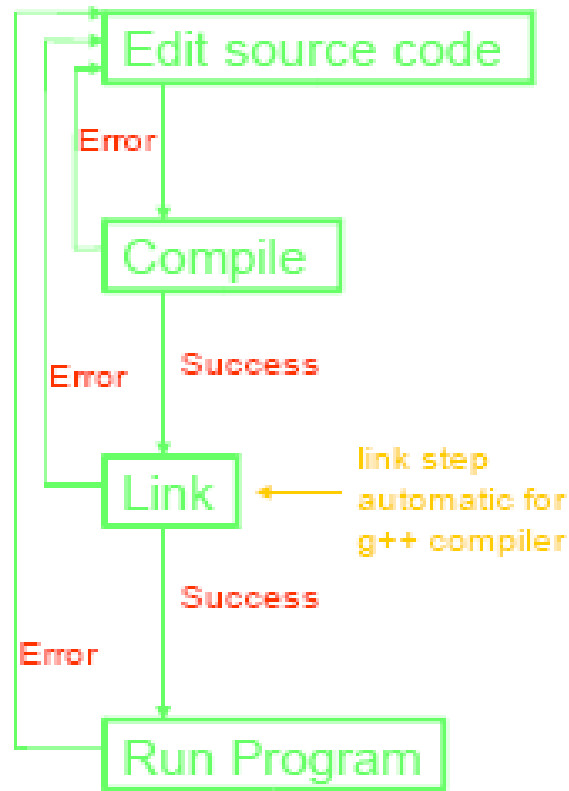 Edit source code
Error
Compile
Success
Error
link step
automatic for
g++ compiler
Link
Success
Error
Run Program